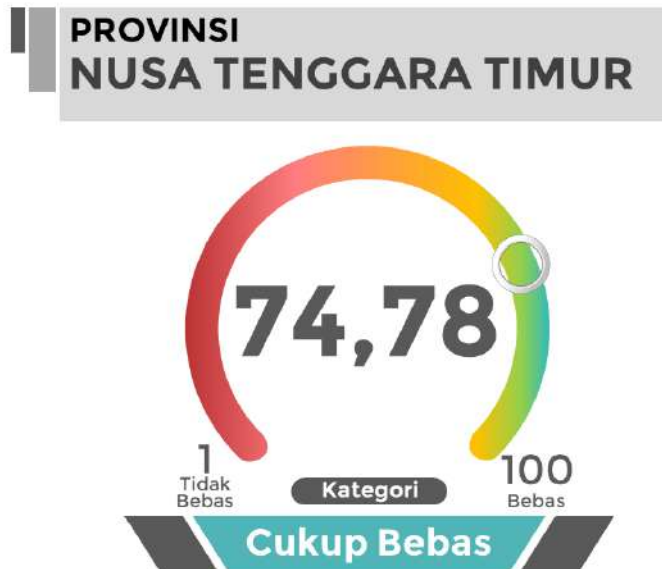 PROVINSI
NUSA TENGGARA TIMUR
74,78
1
Tidak
Bebas
Kategori
100
Bebas
Cukup Bebas